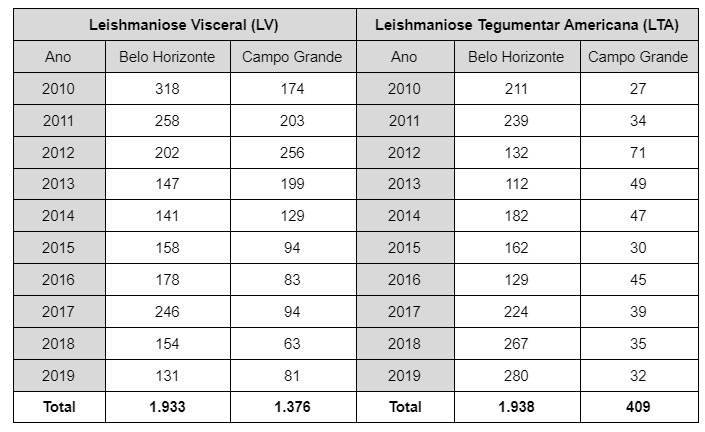 Leishmaniose Visceral (LV) Leishmaniose Tegumentar Americana (LTA)
Ano Belo Horizonte Campo Grande Ano Belo Horizonte Campo Grande
2010 318 174 2010 211 27
2011 258 203 2011 239 34
2012 202 256 2012 132 71
2013 147 199 2013 112 49
2014 141 129 2014 182 47
2015 158 94 2015 162 30
2016 178 83 2016 129 45
2017 246 94 2017 224 39
2018 154 63 2018 267 35
2019 131 81 2019 280 32
Total 1.933 1.376 Total 1.938 409